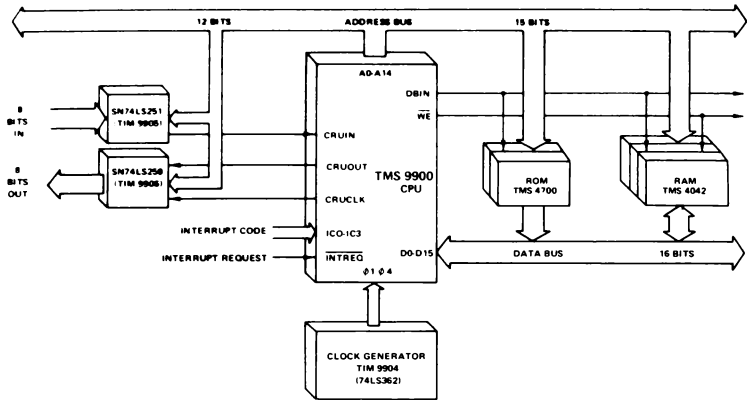 12 BITS
ADDRESS BUS
15 BITS
A0-A14
DBIN
WE
8
BITS
IN
SN74LS251
TIM 9905)
CRUIN
8
BITS
OUT
SN74LS259
(TIM 9906)
CRUOUT
CRUCLK
TMS 9900
CPU
ROM
TMS 4700
RAM
TMS 4042
INTERRUPT CODE
IC0-IC3
INTERRUPT REQUEST
INTREQ
D0-D15
DATA BUS
16 BITS
φ1 φ4
CLOCK GENERATOR
TIM 9904
(74LS362)